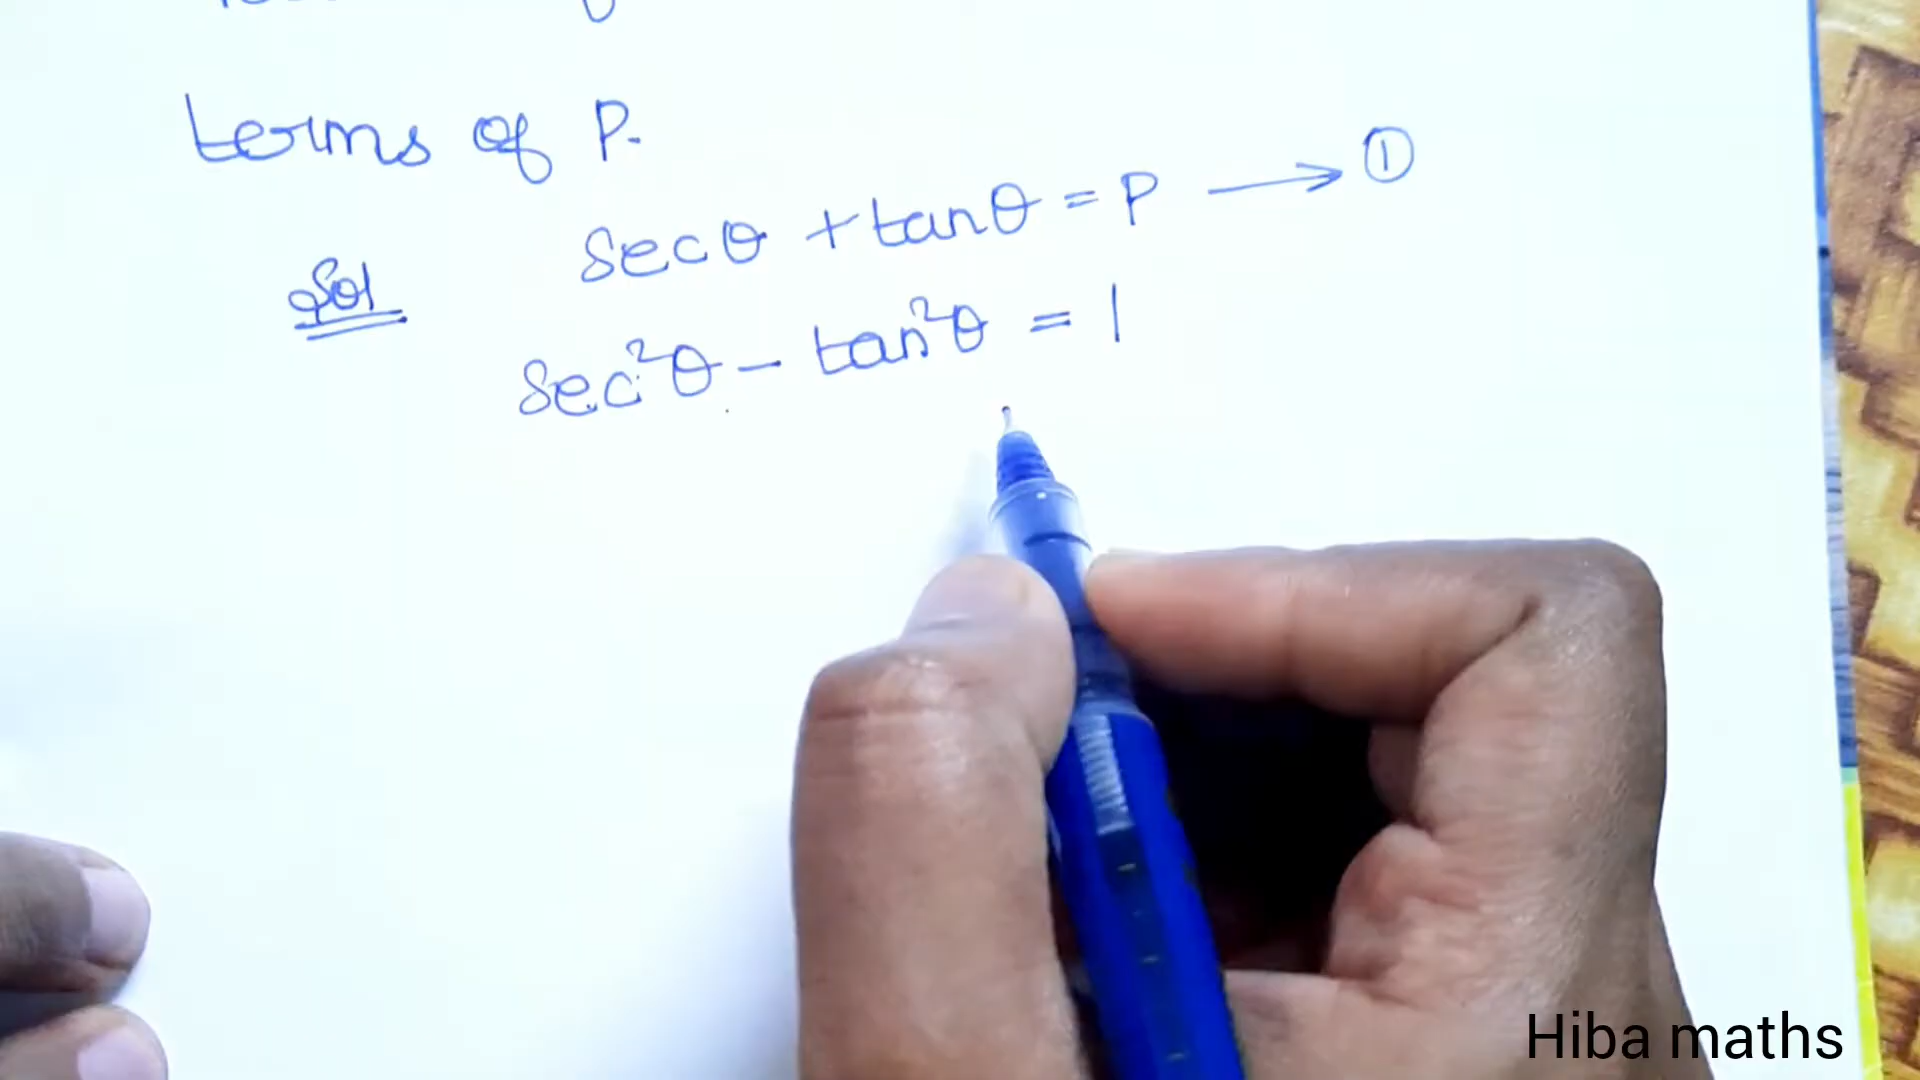 terms of P.
secθ + tanθ = P ⟶ ①
Sol
sec²θ - tan²θ = 1
Hiba maths